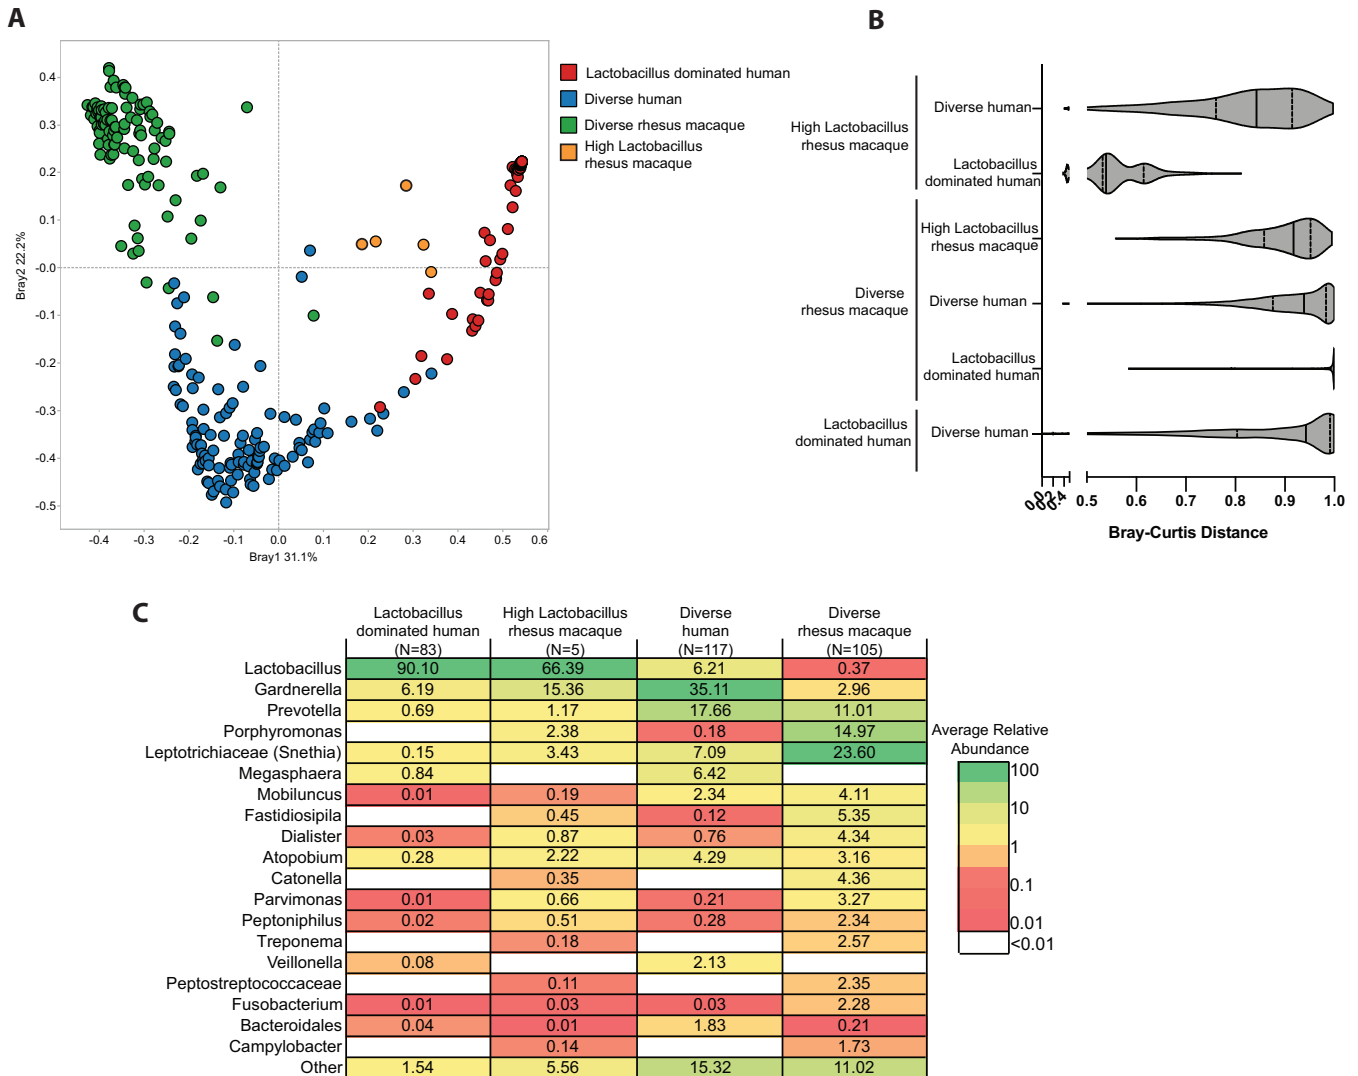 A
0.4
0.3
0.2
0.1
-0.0
-0.1
-0.2
-0.3
-0.4
-0.5
Bray2 22.2%
-0.4 -0.3 -0.2 -0.1 -0.0 0.1 0.2 0.3 0.4 0.5 0.6
Bray1 31.1%
Lactobacillus dominated human
Diverse human
Diverse rhesus macaque
High Lactobacillus
rhesus macaque
B
High Lactobacillus
rhesus macaque
Diverse human
Lactobacillus
dominated human
Diverse
rhesus macaque
High Lactobacillus
rhesus macaque
Diverse human
Lactobacillus
dominated human
Lactobacillus
dominated human
Diverse human
0.0 0.2 0.4 0.5 0.6 0.7 0.8 0.9 1.0
Bray-Curtis Distance
C
Lactobacillus
dominated human
(N=83)
High Lactobacillus
rhesus macaque
(N=5)
Diverse
human
(N=117)
Diverse
rhesus macaque
(N=105)
Lactobacillus 90.10 66.39 6.21 0.37
Gardnerella 6.19 15.36 35.11 2.96
Prevotella 0.69 1.17 17.66 11.01
Porphyromonas 2.38 0.18 14.97
Leptotrichiaceae (Snethia) 0.15 3.43 7.09 23.60
Megasphaera 0.84 6.42
Mobiluncus 0.01 0.19 2.34 4.11
Fastidiosipila 0.45 0.12 5.35
Dialister 0.03 0.87 0.76 4.34
Atopobium 0.28 2.22 4.29 3.16
Catonella 0.35 4.36
Parvimonas 0.01 0.66 0.21 3.27
Peptoniphilus 0.02 0.51 0.28 2.34
Treponema 0.18 2.57
Veillonella 0.08 2.13
Peptostreptococcaceae 0.11 2.35
Fusobacterium 0.01 0.03 0.03 2.28
Bacteroidales 0.04 0.01 1.83 0.21
Campylobacter 0.14 1.73
Other 1.54 5.56 15.32 11.02
Average Relative
Abundance
100
10
1
0.1
0.01
<0.01